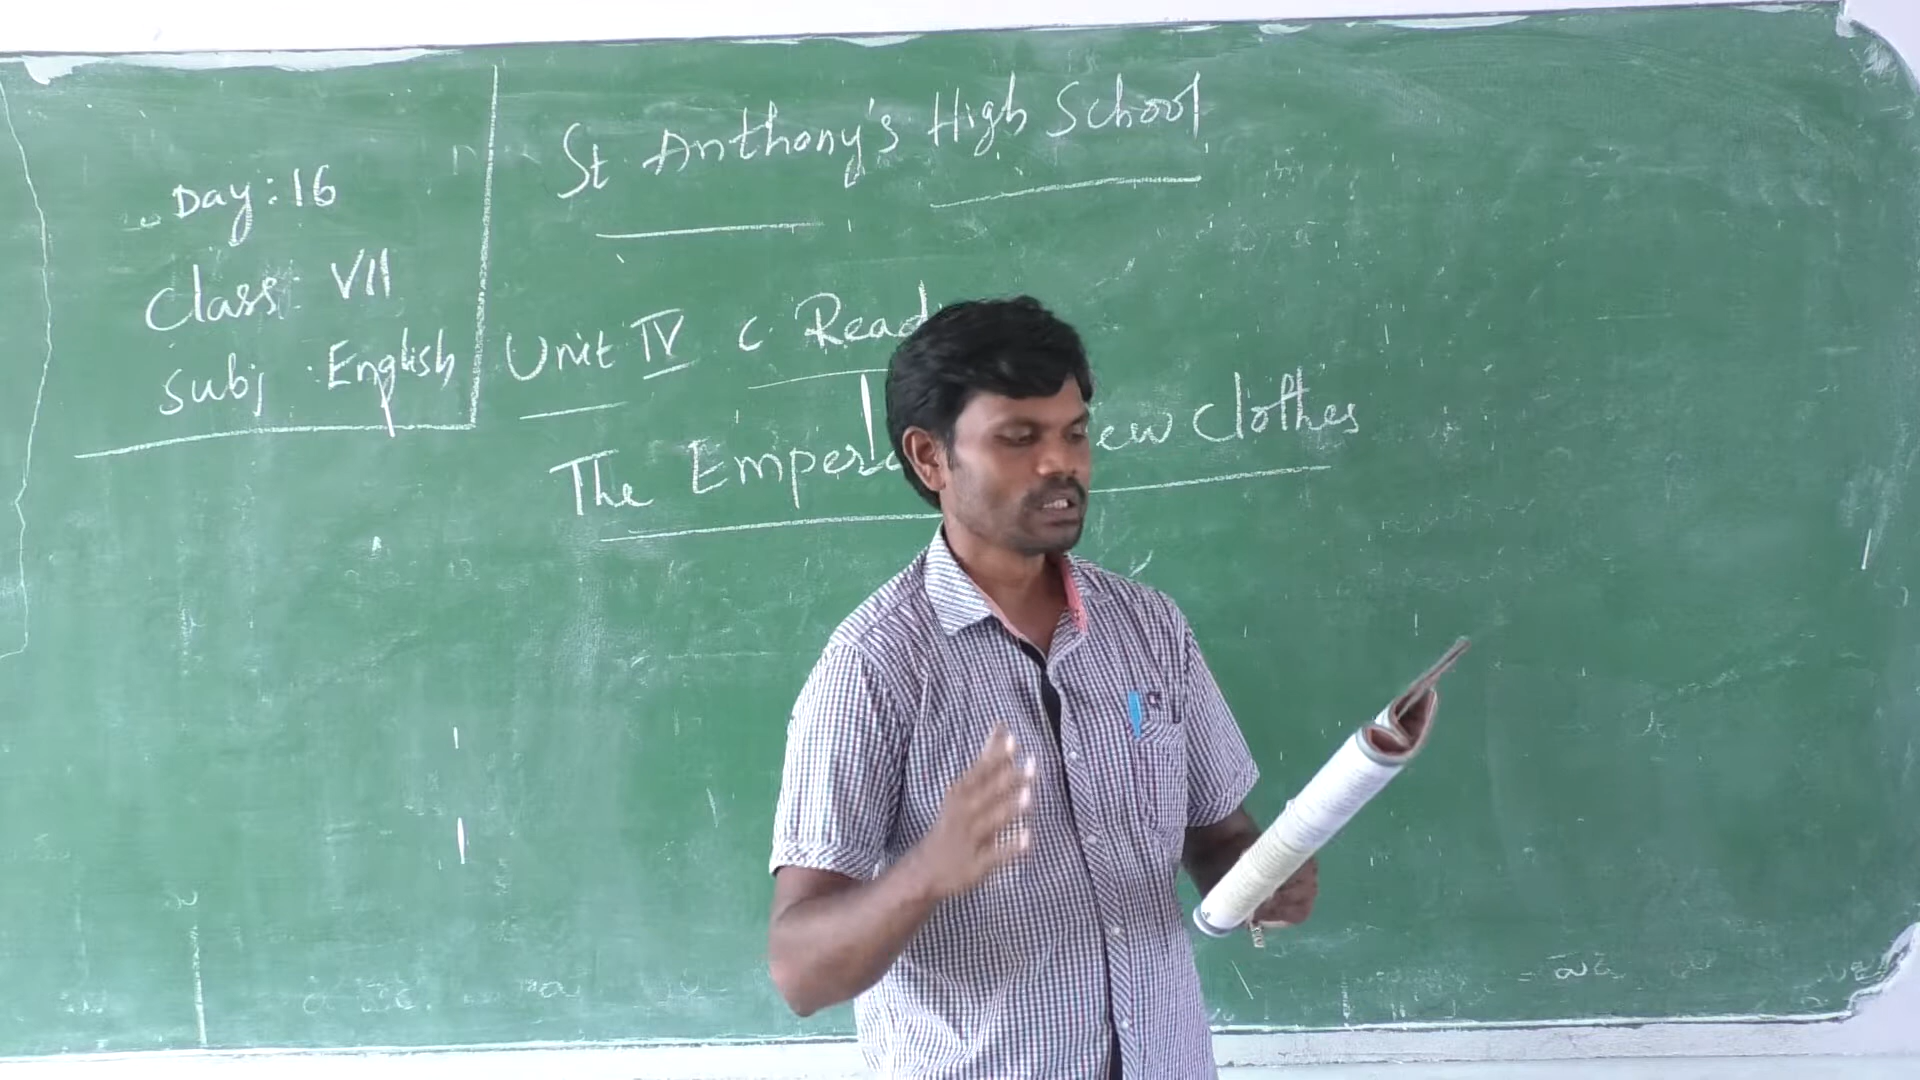 St Anthony's High School
Day: 16
Class: VII
Subj : English
Unit IV C. Read
The Emper ew Clothes